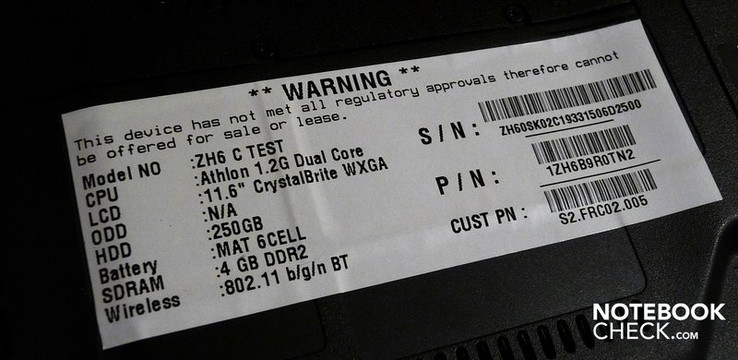 ** WARNING **
This device has not met all regulatory approvals therefore cannot
be offered for sale or lease.
Model NO :ZH6 C TEST
CPU :Athlon 1.2G Dual Core
LCD :11.6" CrystalBrite WXGA
ODD :N/A
HDD :250GB
Battery :MAT 6CELL
SDRAM :4 GB DDR2
Wireless :802.11 b/g/n BT
S/N:
ZH60SK02C19331506D2500
P/N:
1ZH6B9R0TN2
CUST PN :
S2.FRC02.005
NOTEBOOK
CHECK.com